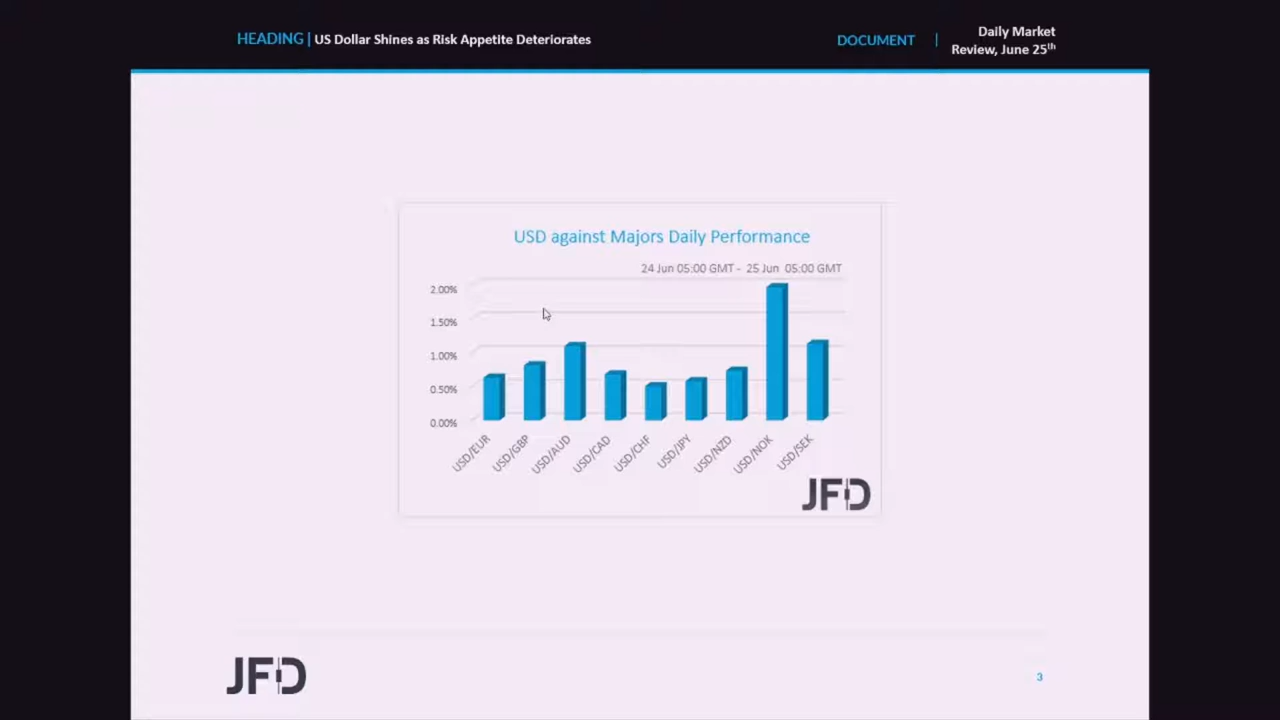 HEADING | US Dollar Shines as Risk Appetite Deteriorates
DOCUMENT | Daily Market
Review, June 25th
USD against Majors Daily Performance
24 Jun 05:00 GMT - 25 Jun 05:00 GMT
2.00%
1.50%
1.00%
0.50%
0.00%
USD/EUR
USD/GBP
USD/AUD
USD/CAD
USD/CHF
USD/JPY
USD/NZD
USD/NOK
USD/SEK
JFD
JFD
3